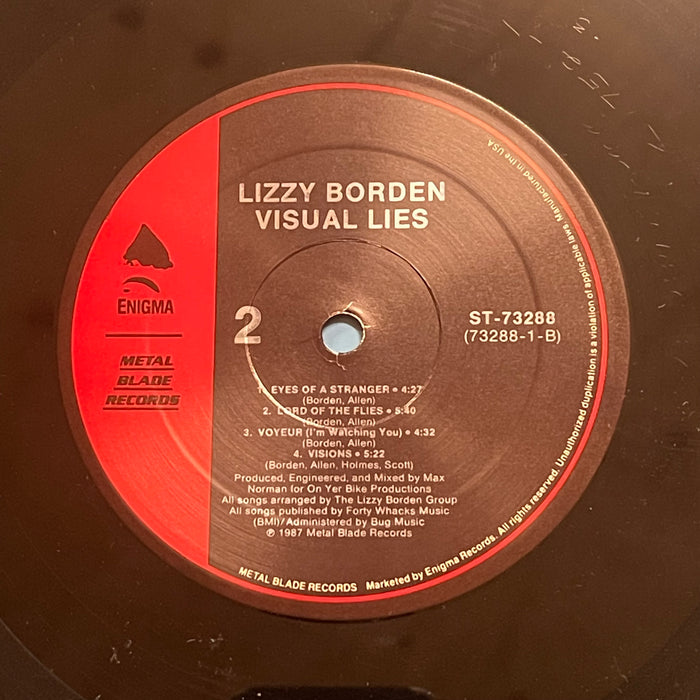 LIZZY BORDEN
VISUAL LIES
ENIGMA
METAL
BLADE
RECORDS
2
ST-73288
(73288-1-B)
1. EYES OF A STRANGER • 4:27
(Borden, Allen)
2. LORD OF THE FLIES • 5:40
(Borden, Allen)
3. VOYEUR (I'm Watching You) • 4:32
(Borden, Allen)
4. VISIONS • 5:22
(Borden, Allen, Holmes, Scott)
Produced, Engineered, and Mixed by Max
Norman for On Yer Bike Productions
All songs arranged by The Lizzy Borden Group
All songs published by Forty Whacks Music
(BMI)/Administered by Bug Music
℗ 1987 Metal Blade Records
METAL BLADE RECORDS Marketed by Enigma Records. All rights reserved. Unauthorized duplication is a violation of applicable laws. Manufactured in the USA.